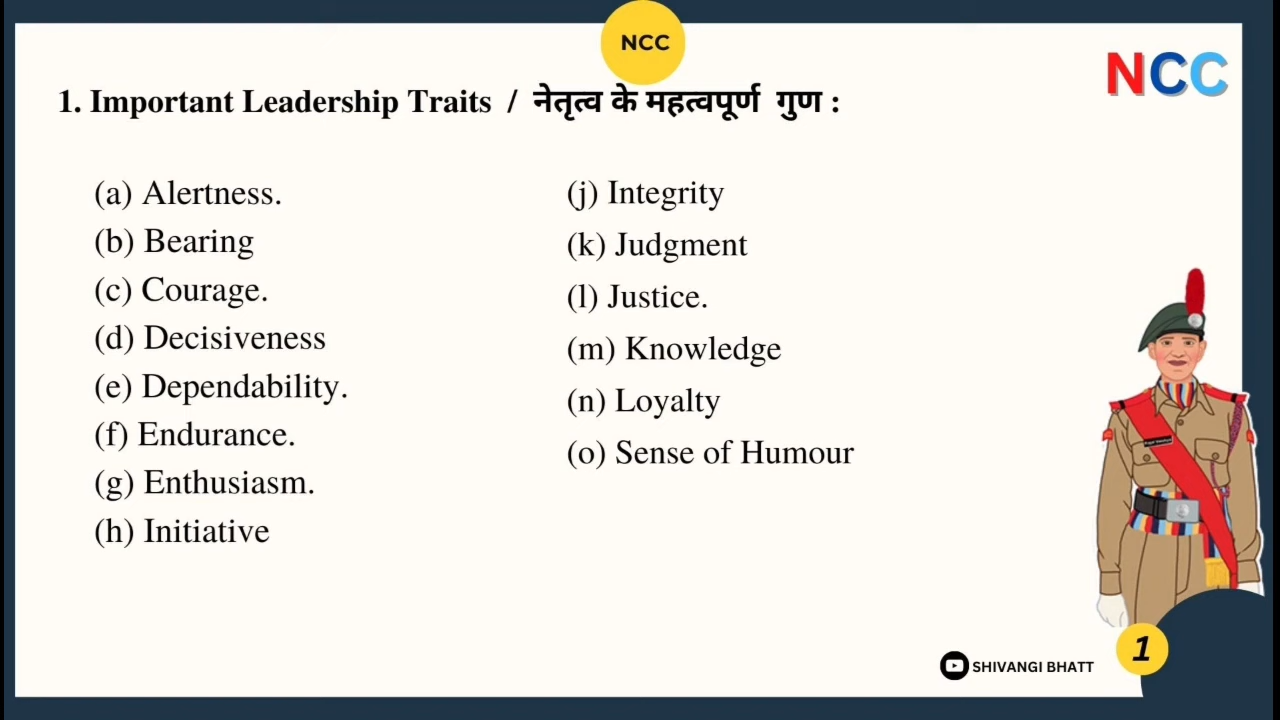 NCC
NCC
1. Important Leadership Traits / नेतृत्व के महत्वपूर्ण गुण :
(a) Alertness.
(b) Bearing
(c) Courage.
(d) Decisiveness
(e) Dependability.
(f) Endurance.
(g) Enthusiasm.
(h) Initiative
(j) Integrity
(k) Judgment
(l) Justice.
(m) Knowledge
(n) Loyalty
(o) Sense of Humour
SHIVANGI BHATT
1